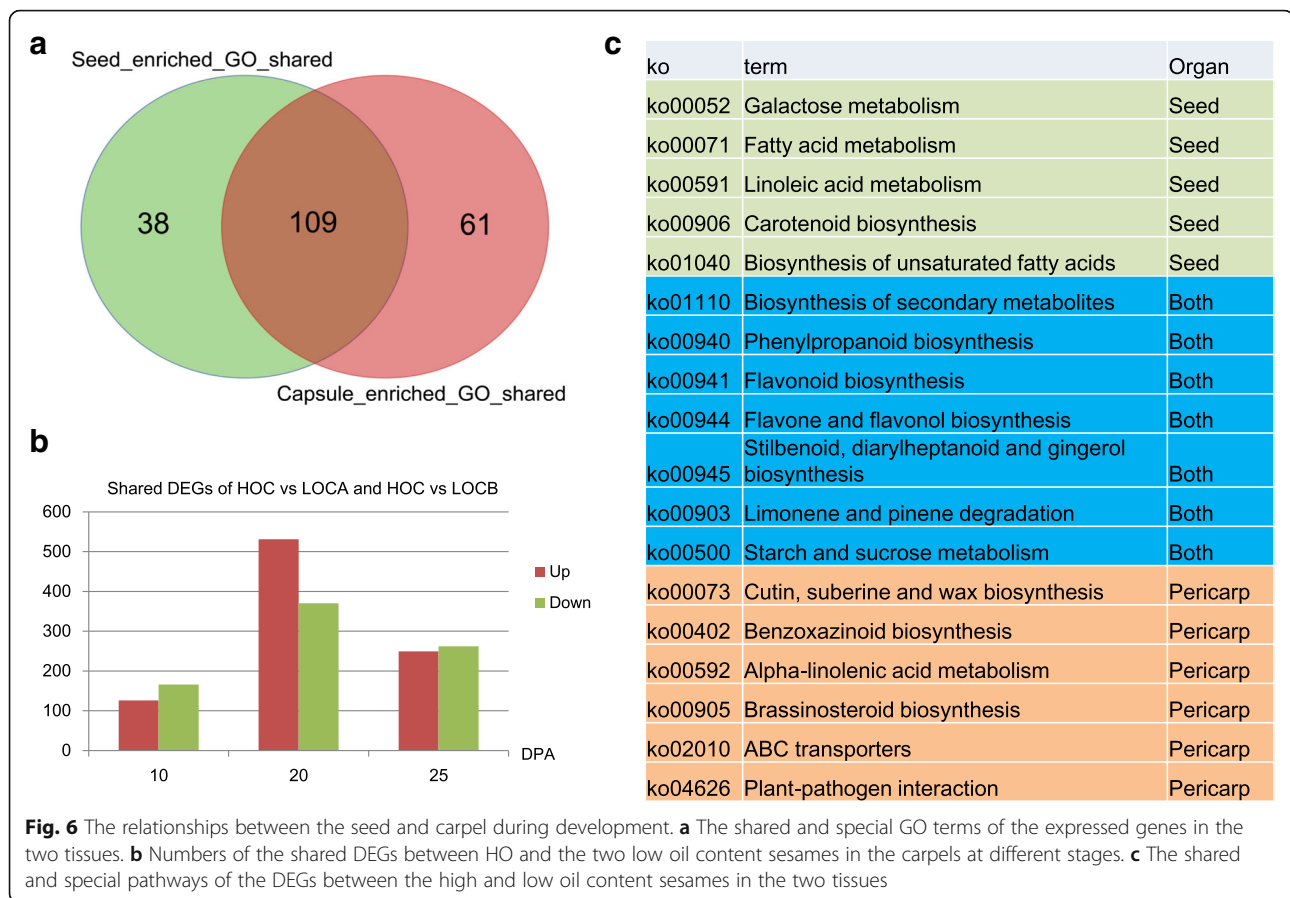 a
Seed_enriched_GO_shared
38
109
61
Capsule_enriched_GO_shared
b
Shared DEGs of HOC vs LOCA and HOC vs LOCB
600
500
400
300
200
100
0
10
20
25
DPA
Up
Down
c
ko term Organ
ko00052 Galactose metabolism Seed
ko00071 Fatty acid metabolism Seed
ko00591 Linoleic acid metabolism Seed
ko00906 Carotenoid biosynthesis Seed
ko01040 Biosynthesis of unsaturated fatty acids Seed
ko01110 Biosynthesis of secondary metabolites Both
ko00940 Phenylpropanoid biosynthesis Both
ko00941 Flavonoid biosynthesis Both
ko00944 Flavone and flavonol biosynthesis Both
Stilbenoid, diarylheptanoid and gingerol
ko00945 biosynthesis Both
ko00903 Limonene and pinene degradation Both
ko00500 Starch and sucrose metabolism Both
ko00073 Cutin, suberine and wax biosynthesis Pericarp
ko00402 Benzoxazinoid biosynthesis Pericarp
ko00592 Alpha-linolenic acid metabolism Pericarp
ko00905 Brassinosteroid biosynthesis Pericarp
ko02010 ABC transporters Pericarp
ko04626 Plant-pathogen interaction Pericarp
Fig. 6 The relationships between the seed and carpel during development. a The shared and special GO terms of the expressed genes in the
two tissues. b Numbers of the shared DEGs between HO and the two low oil content sesames in the carpels at different stages. c The shared
and special pathways of the DEGs between the high and low oil content sesames in the two tissues